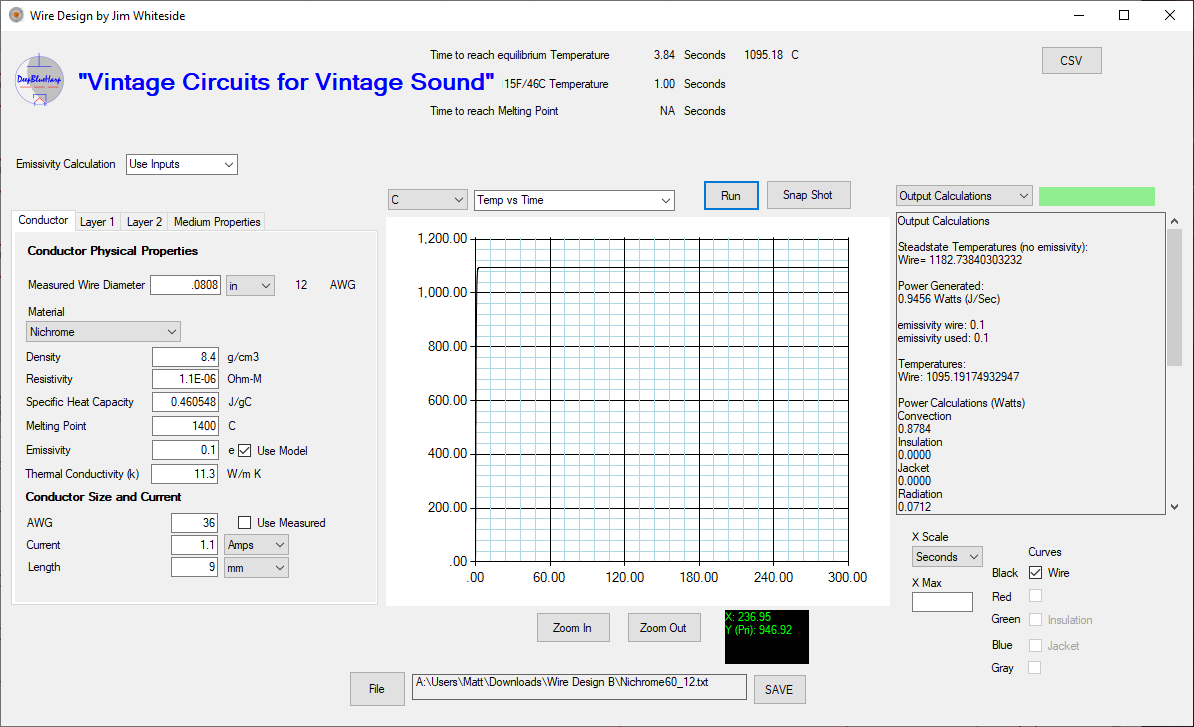 Wire Design by Jim Whiteside
Time to reach equilibrium Temperature 3.84 Seconds 1095.18 C
CSV
DeepBlueHarp
"Vintage Circuits for Vintage Sound"
15F/46C Temperature 1.00 Seconds
Time to reach Melting Point NA Seconds
Emissivity Calculation Use Inputs
C Temp vs Time Run Snap Shot Output Calculations
Conductor Layer 1 Layer 2 Medium Properties
Conductor Physical Properties
Measured Wire Diameter .0808 in 12 AWG
Material
Nichrome
Density 8.4 g/cm3
Resistivity 1.1E-06 Ohm-M
Specific Heat Capacity 0.460548 J/gC
Melting Point 1400 C
Emissivity 0.1 e Use Model
Thermal Conductivity (k) 11.3 W/m K
Conductor Size and Current
AWG 36 Use Measured
Current 1.1 Amps
Length 9 mm
1,200.00
1,000.00
800.00
600.00
400.00
200.00
.00
.00 60.00 120.00 180.00 240.00 300.00
Output Calculations
Steadstate Temperatures (no emissivity):
Wire= 1182.73840303232
Power Generated:
0.9456 Watts (J/Sec)
emissivity wire: 0.1
emissivity used: 0.1
Temperatures:
Wire: 1095.19174932947
Power Calculations (Watts)
Convection
0.8784
Insulation
0.0000
Jacket
0.0000
Radiation
0.0712
X Scale
Seconds
X Max
Curves
Black Wire
Red
Green Insulation
Blue Jacket
Gray
Zoom In Zoom Out
X: 236.95
Y (Pri): 946.92
File A:\Users\Matt\Downloads\Wire Design B\Nichrome60_12.txt SAVE